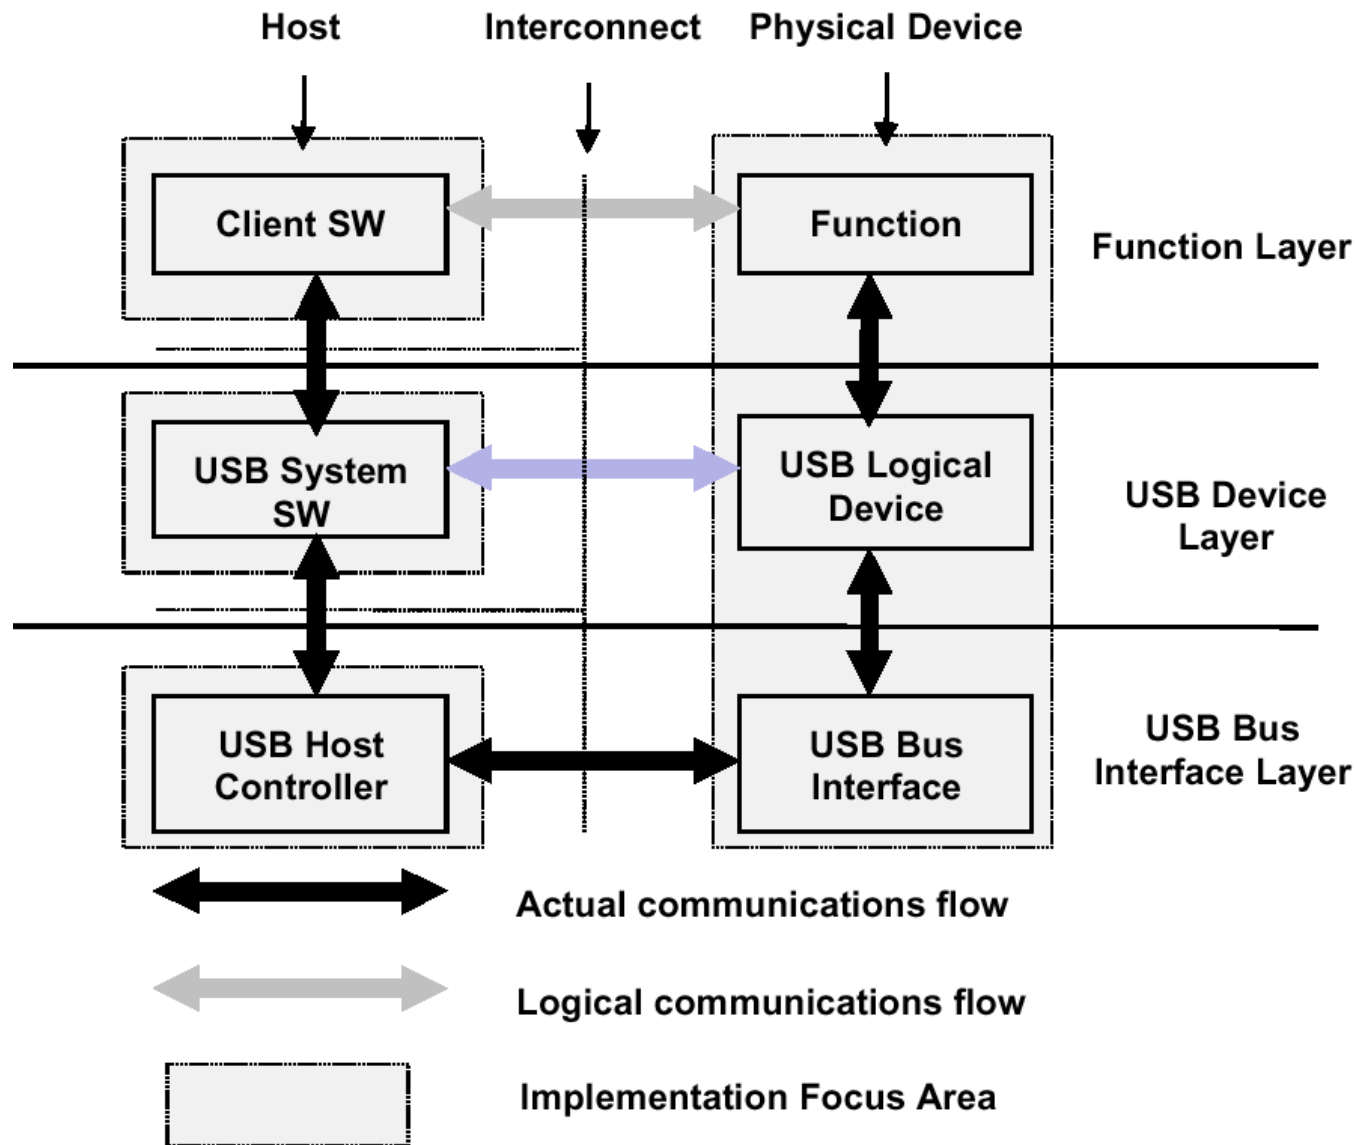 Host
Interconnect
Physical Device
Client SW
Function
Function Layer
USB System
SW
USB Logical
Device
USB Device
Layer
USB Host
Controller
USB Bus
Interface
USB Bus
Interface Layer
Actual communications flow
Logical communications flow
Implementation Focus Area